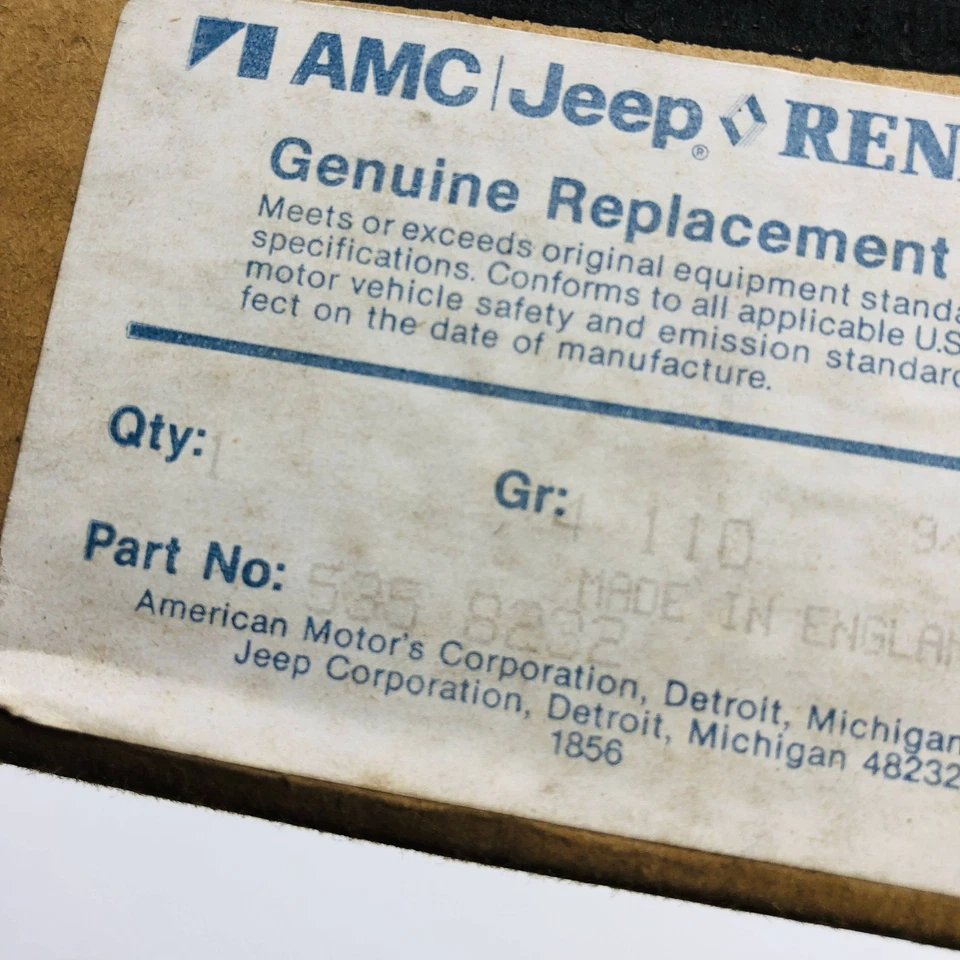 AMC|Jeep® REN
Genuine Replacement
Meets or exceeds original equipment standa
specifications. Conforms to all applicable U.S
motor vehicle safety and emission standard
fect on the date of manufacture.
Qty: 1
Gr: 4 110
Part No: 535 8232
MADE IN ENGLAN
American Motor's Corporation, Detroit, Michigan
Jeep Corporation, Detroit, Michigan 48232
1856